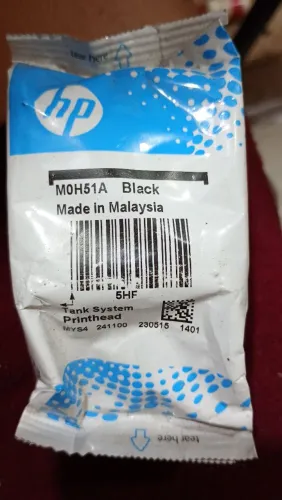 tear here
hp
M0H51A Black
Made in Malaysia
5HF
Tank System
Printhead
MYS4 241100 230515 1401
tear here